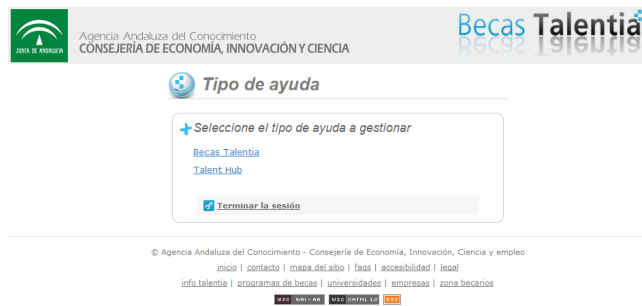 JUNTA DE ANDALUCIA
Agencia Andaluza del Conocimiento
CONSEJERÍA DE ECONOMÍA, INNOVACIÓN Y CIENCIA
Becas Talentia
Tipo de ayuda
Seleccione el tipo de ayuda a gestionar
Becas Talentia
Talent Hub
Terminar la sesión
© Agencia Andaluza del Conocimiento - Consejería de Economía, Innovación, Ciencia y empleo
inicio | contacto | mapa del sitio | faqs | accesibilidad | legal
info talentia | programas de becas | universidades | empresas | zona becarios
W3C WAI-AA W3C XHTML 1.0 RSS